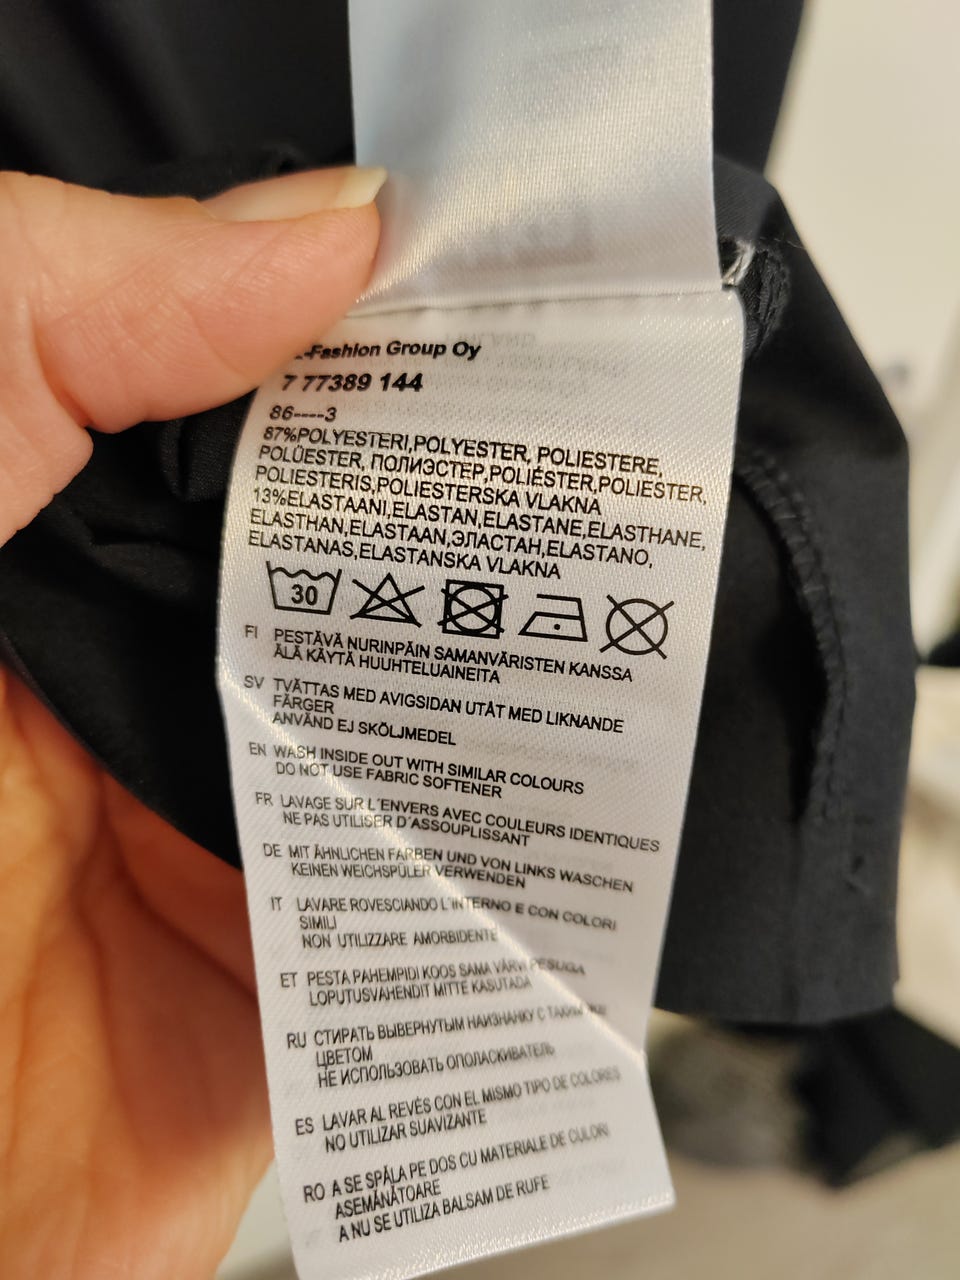 -Fashion Group Oy
7 77389 144
86----3
87%POLYESTERI,POLYESTER, POLIESTERE,
POLÜESTER, ПОЛИЭСТЕР,POLIÉSTER,POLIESTER,
POLIESTERIS,POLIESTERSKA VLAKNA
13%ELASTAANI,ELASTAN,ELASTANE,ELASTHANE,
ELASTHAN,ELASTAAN,ЭЛАСТАН,ELASTANO,
ELASTANAS,ELASTANSKA VLAKNA
30
FI PESTÄVÄ NURINPÄIN SAMANVÄRISTEN KANSSA
ÄLÄ KÄYTÄ HUUHTELUAINEITA
SV TVÄTTAS MED AVIGSIDAN UTÅT MED LIKNANDE
FÄRGER
ANVÄND EJ SKÖLJMEDEL
EN WASH INSIDE OUT WITH SIMILAR COLOURS
DO NOT USE FABRIC SOFTENER
FR LAVAGE SUR L´ENVERS AVEC COULEURS IDENTIQUES
NE PAS UTILISER D´ASSOUPLISSANT
DE MIT ÄHNLICHEN FARBEN UND VON LINKS WASCHEN
KEINEN WEICHSPÜLER VERWENDEN
IT LAVARE ROVESCIANDO L´INTERNO E CON COLORI
SIMILI
NON UTILIZZARE AMORBIDENTE
ET PESTA PAHEMPIDI KOOS SAMA VÄRVI PESUGA
LOPUTUSVAHENDIT MITTE KASUTADA
RU СТИРАТЬ ВЫВЕРНУТЫМ НАИЗНАНКУ С
ЦВЕТОМ
НЕ ИСПОЛЬЗОВАТЬ ОПОЛАСКИВАТЕЛЬ
ES LAVAR AL REVÉS CON EL MISMO TIPO DE COLORES
NO UTILIZAR SUAVIZANTE
RO A SE SPĂLA PE DOS CU MATERIALE DE CULORI
ASEMĂNĂTOARE
A NU SE UTILIZA BALSAM DE RUFE